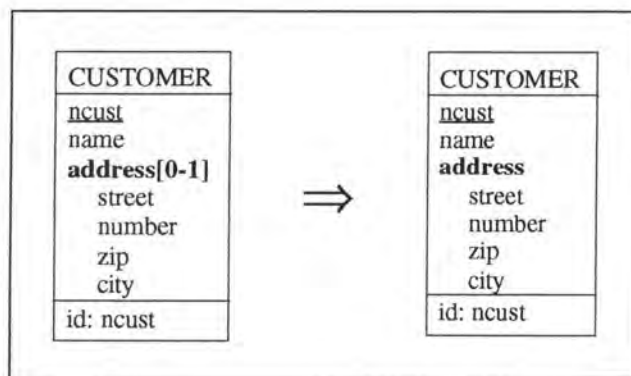 CUSTOMER
ncust
name
address[0-1]
street
number
zip
city
id: ncust
⇒
CUSTOMER
ncust
name
address
street
number
zip
city
id: ncust